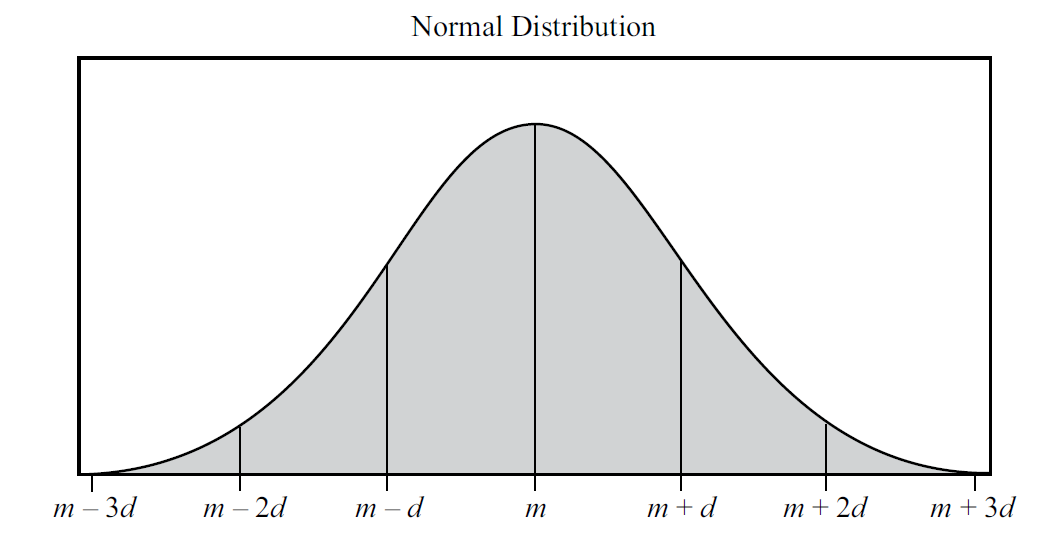 Normal Distribution
m – 3d m – 2d m – d m m + d m + 2d m + 3d